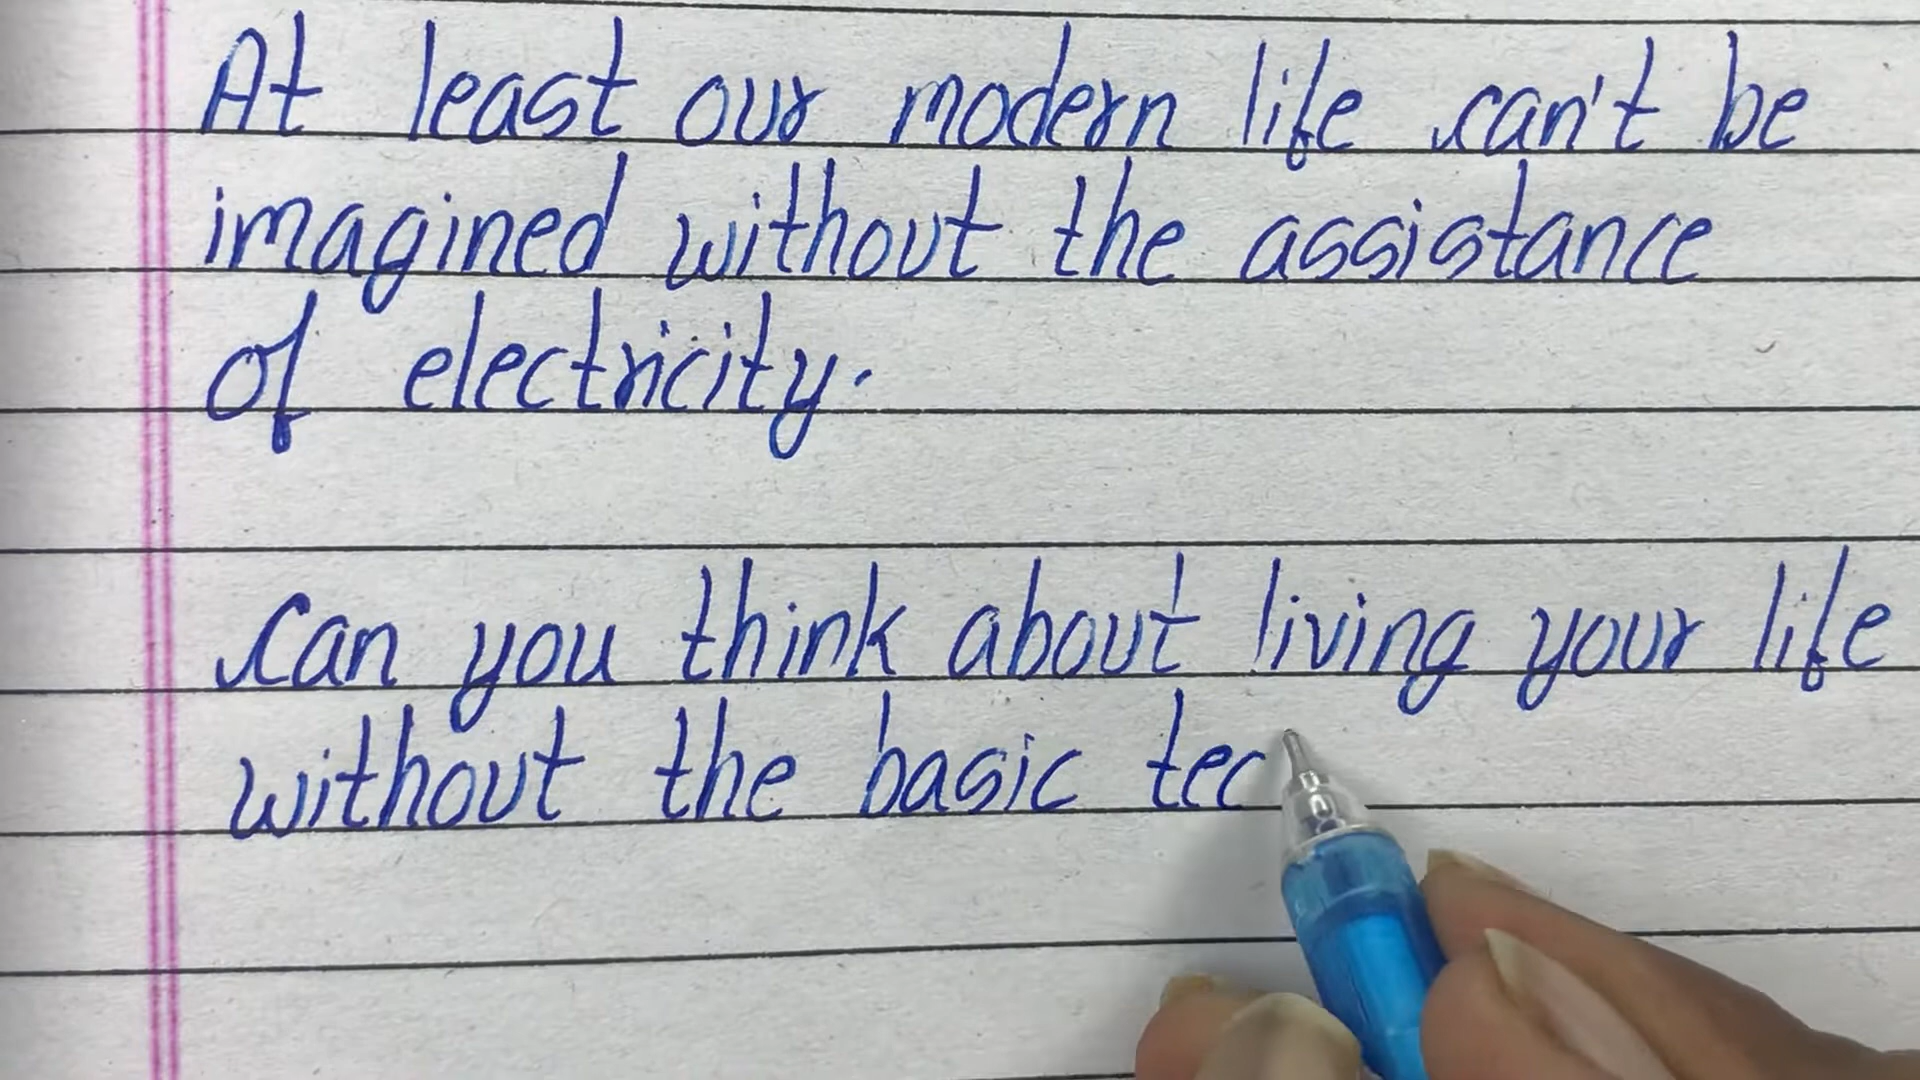 At least our modern life can't be
imagined without the assistance
of electricity.
Can you think about living your life
without the basic tec